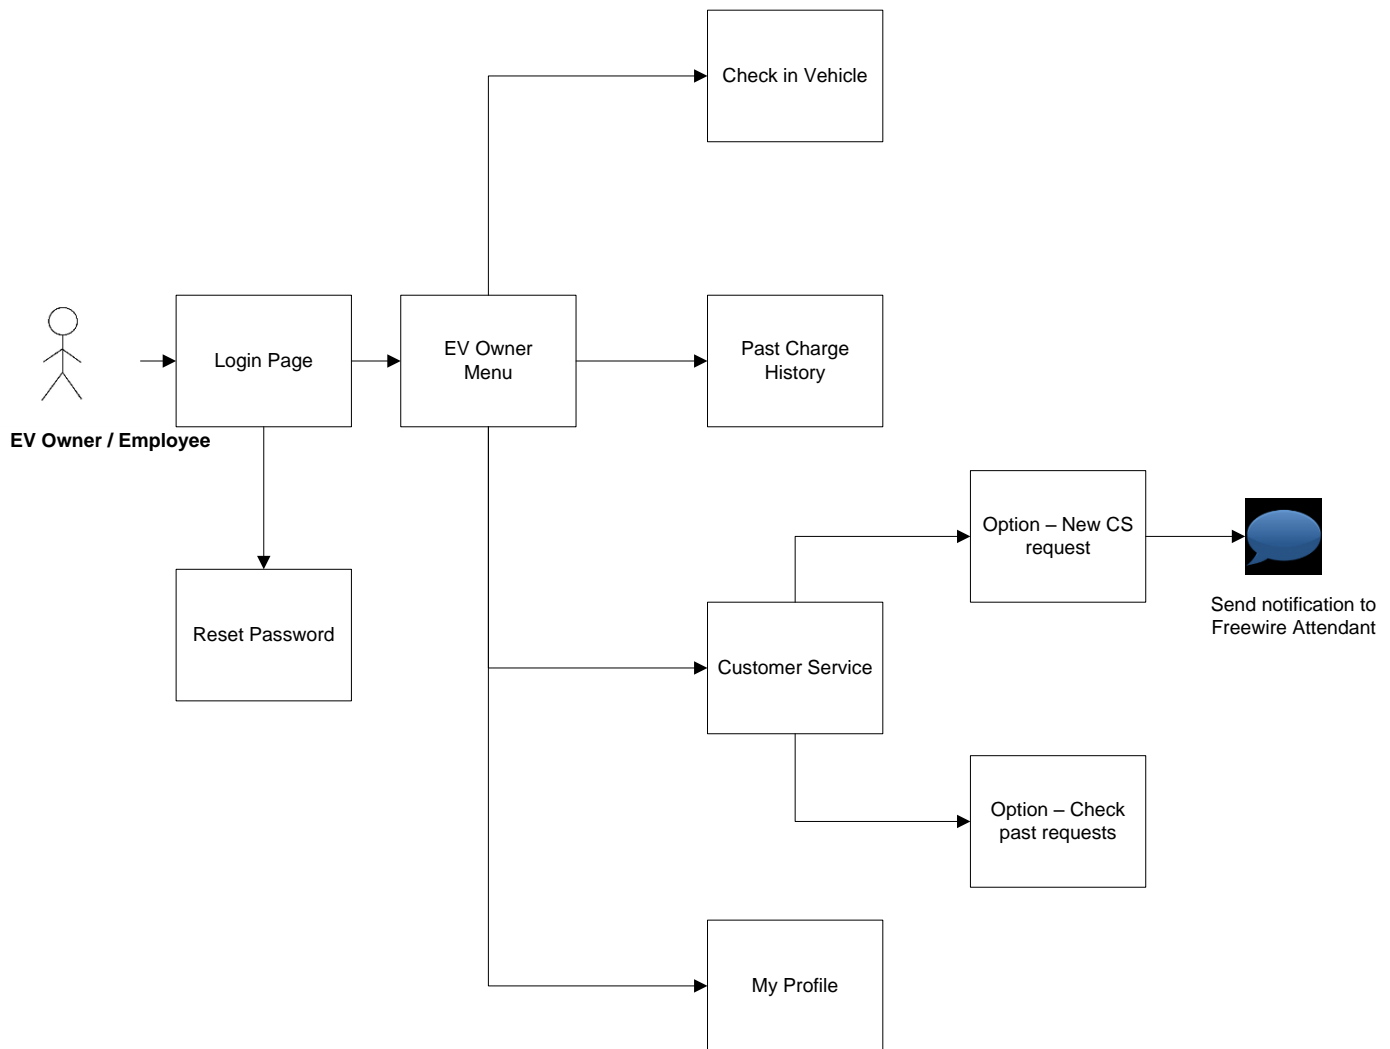 Check in Vehicle
Login Page
EV Owner
Menu
Past Charge
History
EV Owner / Employee
Option – New CS
request
Send notification to
Freewire Attendant
Reset Password
Customer Service
Option – Check
past requests
My Profile